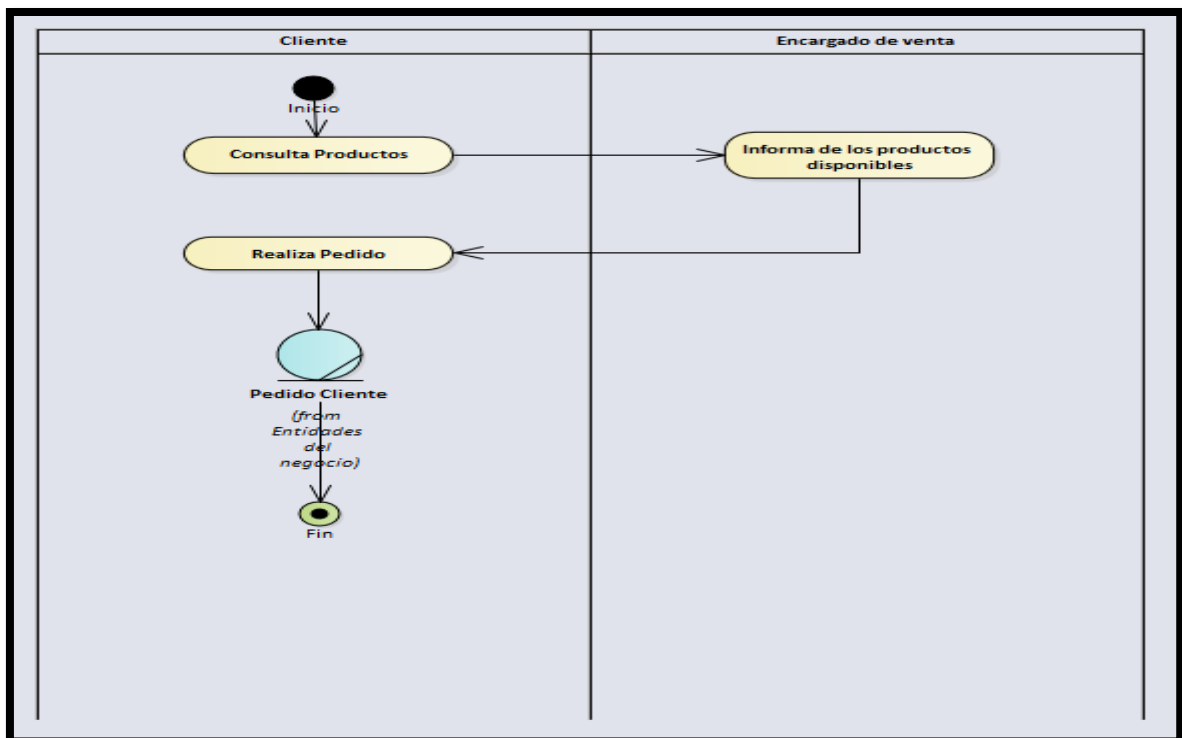 Cliente
Encargado de venta
Inicio
Consulta Productos
Informa de los productos
disponibles
Realiza Pedido
Pedido Cliente
(from
Entidades
del
negocio)
Fin